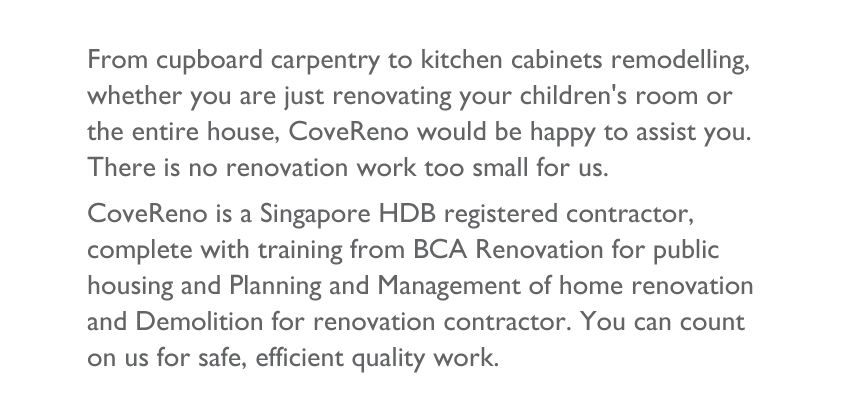 From cupboard carpentry to kitchen cabinets remodelling,
whether you are just renovating your children's room or
the entire house, CoveReno would be happy to assist you.
There is no renovation work too small for us.
CoveReno is a Singapore HDB registered contractor,
complete with training from BCA Renovation for public
housing and Planning and Management of home renovation
and Demolition for renovation contractor. You can count
on us for safe, efficient quality work.